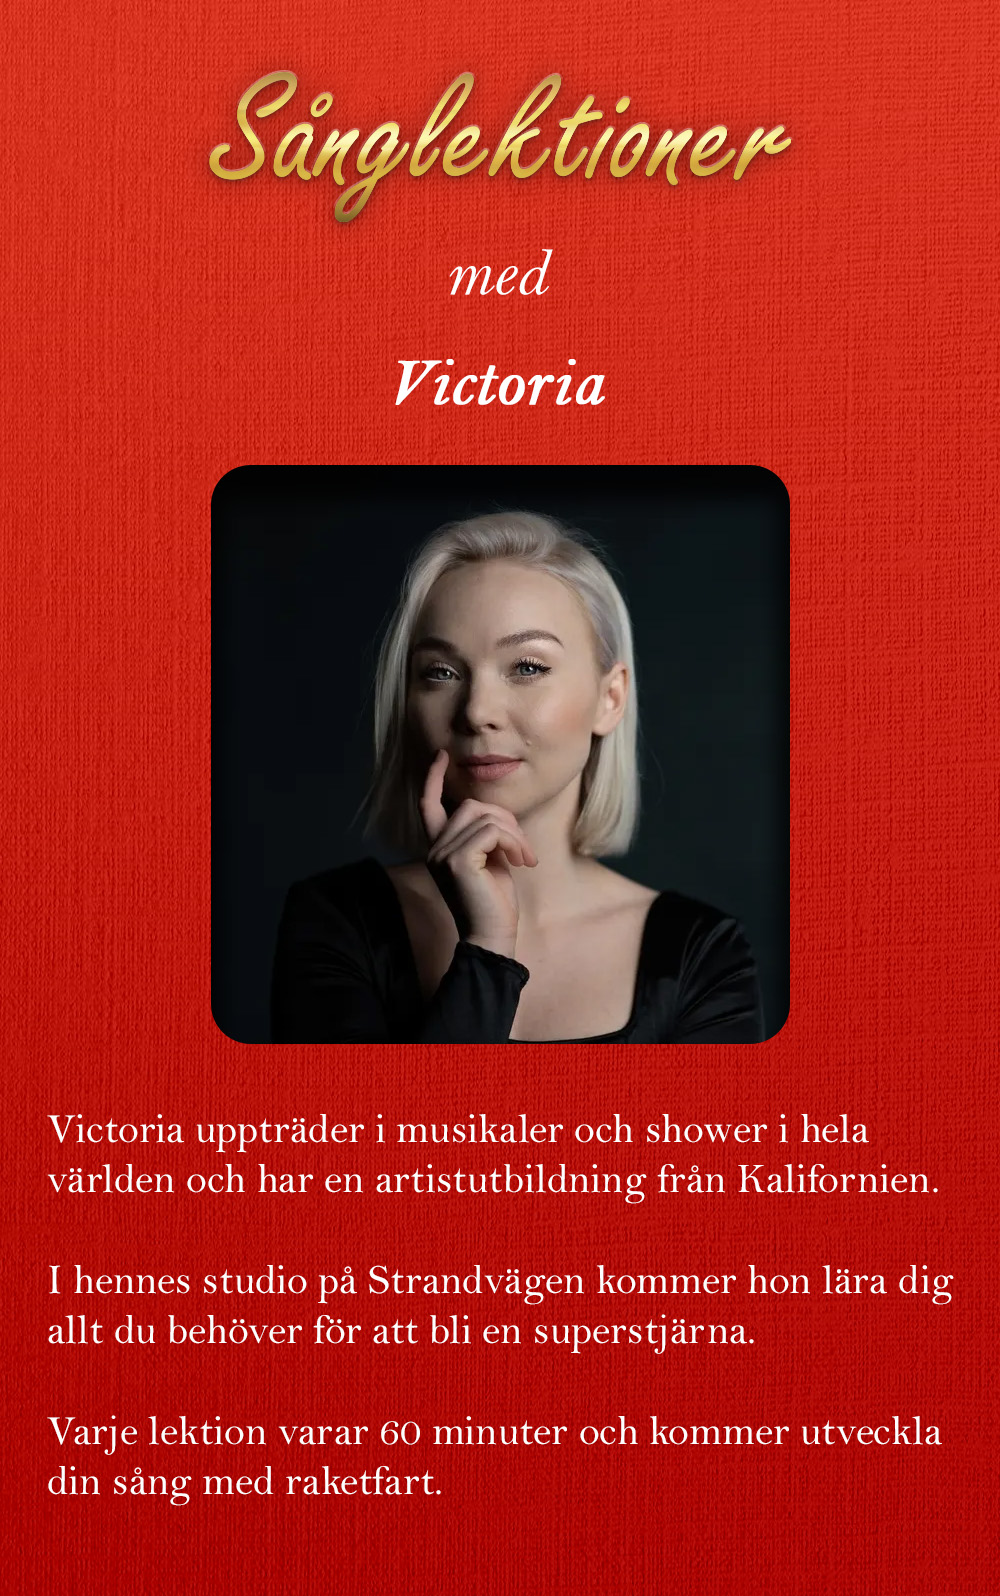 Sånglektioner
med
Victoria
Victoria uppträder i musikaler och shower i hela
världen och har en artistutbildning från Kalifornien.
I hennes studio på Strandvägen kommer hon lära dig
allt du behöver för att bli en superstjärna.
Varje lektion varar 60 minuter och kommer utveckla
din sång med raketfart.